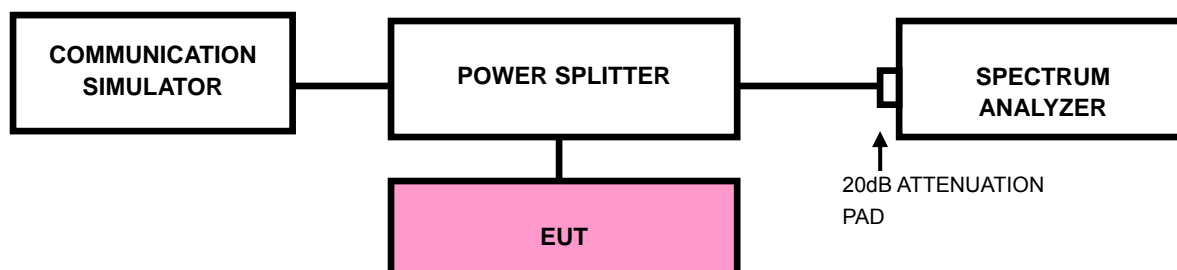 COMMUNICATION
SIMULATOR
POWER SPLITTER
SPECTRUM
ANALYZER
20dB ATTENUATION
PAD
EUT